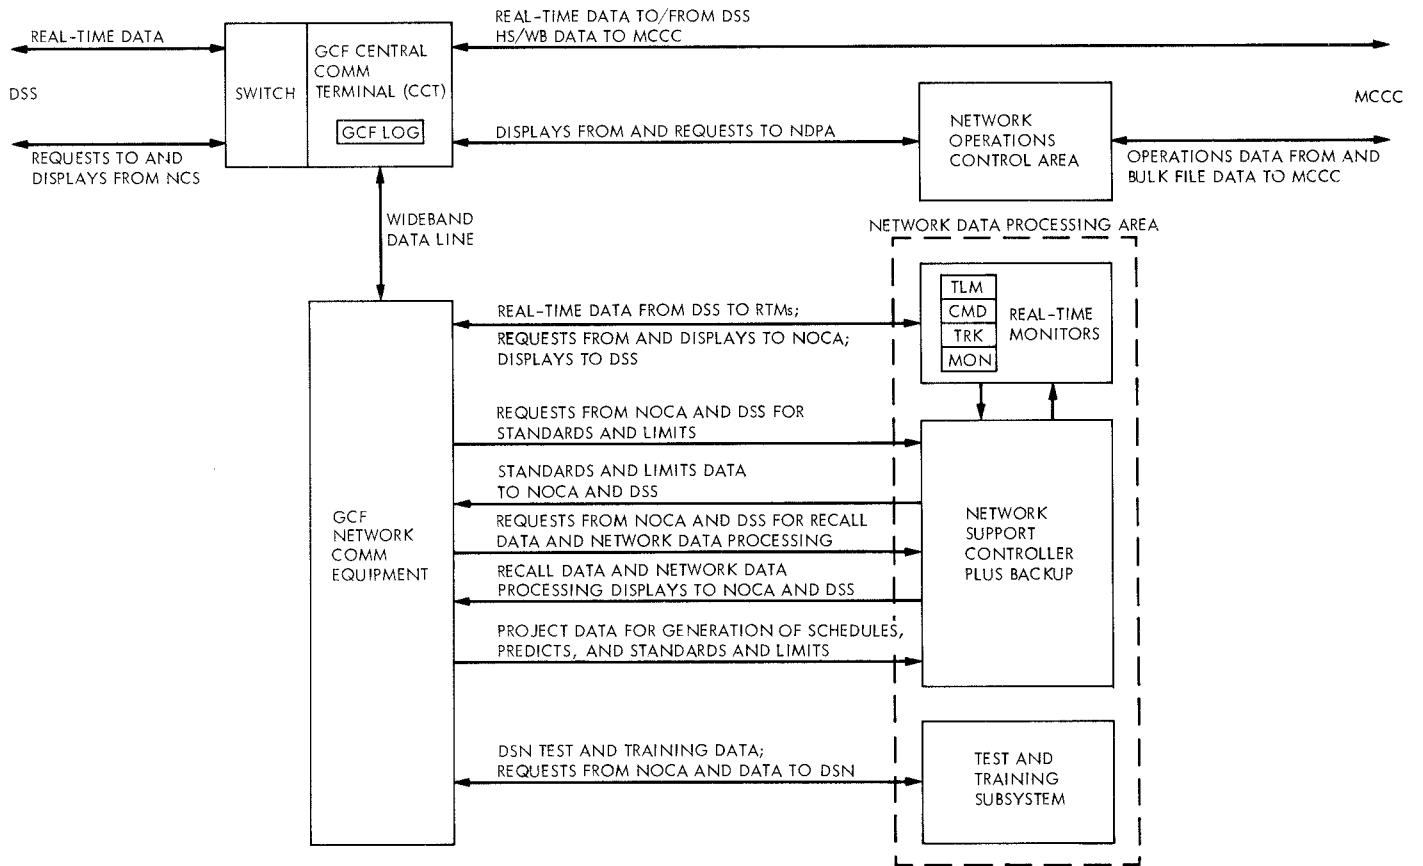 REAL-TIME DATA
DSS
REQUESTS TO AND
DISPLAYS FROM NCS
SWITCH
GCF CENTRAL
COMM
TERMINAL (CCT)
GCF LOG
REAL-TIME DATA TO/FROM DSS
HS/WB DATA TO MCCC
DISPLAYS FROM AND REQUESTS TO NDPA
NETWORK
OPERATIONS
CONTROL AREA
MCCC
OPERATIONS DATA FROM AND
BULK FILE DATA TO MCCC
WIDEBAND
DATA LINE
NETWORK DATA PROCESSING AREA
GCF
NETWORK
COMM
EQUIPMENT
REAL-TIME DATA FROM DSS TO RTMs;
REQUESTS FROM AND DISPLAYS TO NOCA;
DISPLAYS TO DSS
TLM
CMD
TRK
MON
REAL-TIME
MONITORS
REQUESTS FROM NOCA AND DSS FOR
STANDARDS AND LIMITS
STANDARDS AND LIMITS DATA
TO NOCA AND DSS
REQUESTS FROM NOCA AND DSS FOR RECALL
DATA AND NETWORK DATA PROCESSING
RECALL DATA AND NETWORK DATA
PROCESSING DISPLAYS TO NOCA AND DSS
PROJECT DATA FOR GENERATION OF SCHEDULES,
PREDICTS, AND STANDARDS AND LIMITS
NETWORK
SUPPORT
CONTROLLER
PLUS BACKUP
DSN TEST AND TRAINING DATA;
REQUESTS FROM NOCA AND DATA TO DSN
TEST AND
TRAINING
SUBSYSTEM